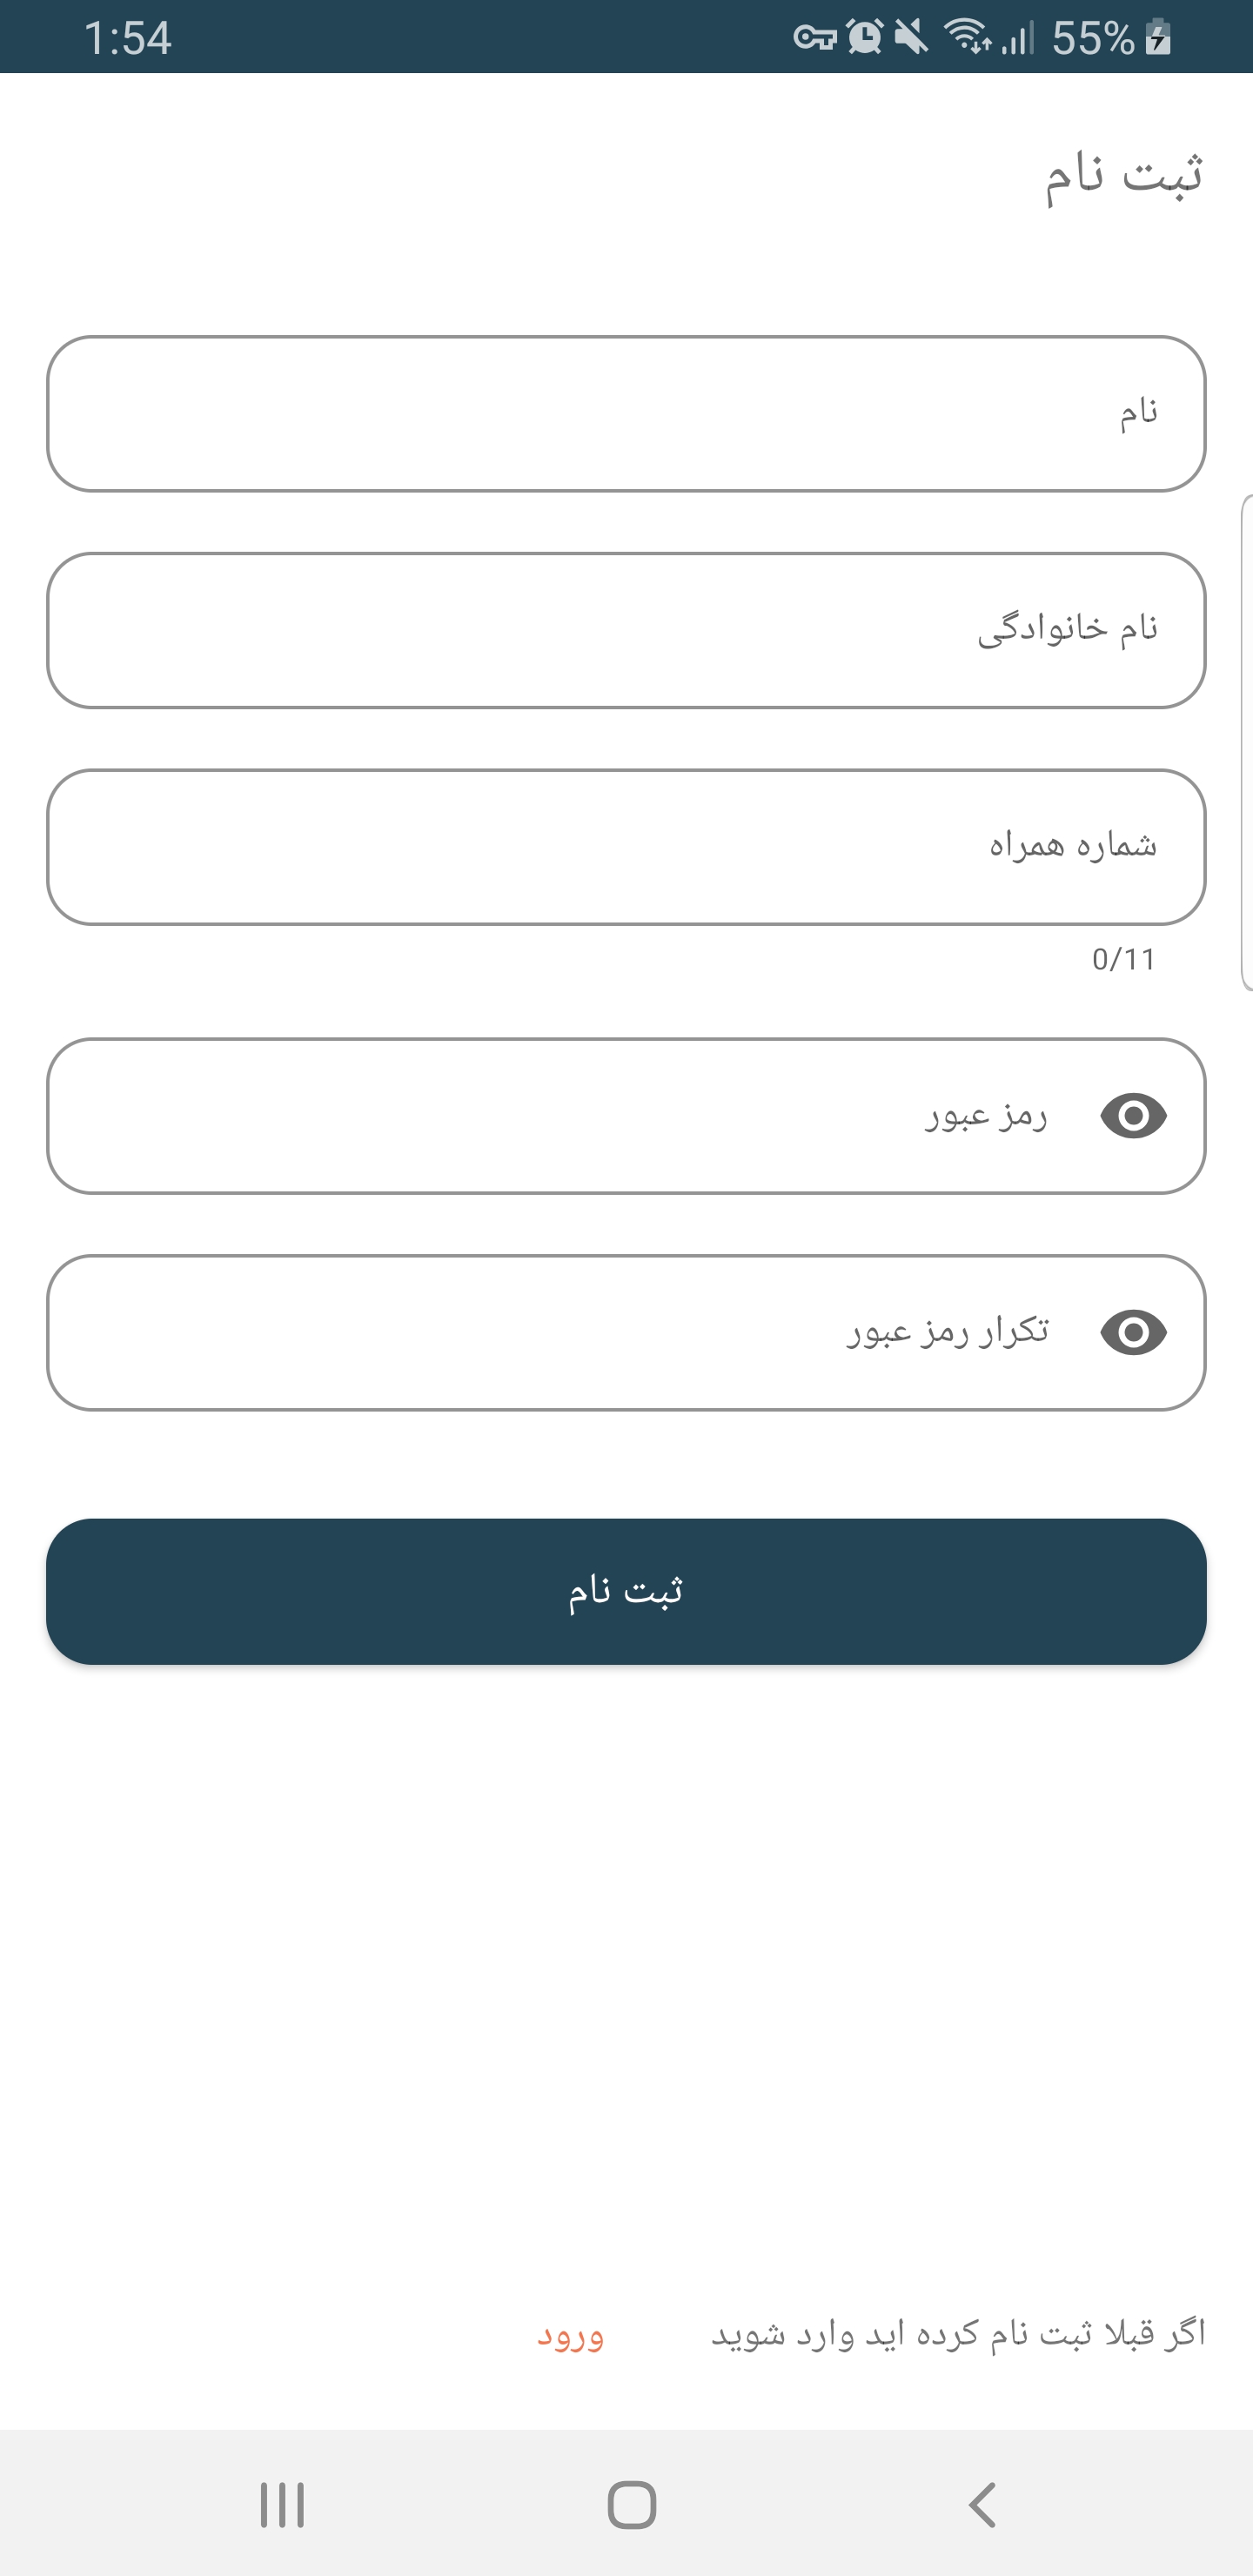 1:54
55%
ثبت نام
نام
نام خانوادگی
شماره همراه
0/11
رمز عبور
تکرار رمز عبور
ثبت نام
اگر قبلا ثبت نام کرده اید وارد شوید ورود